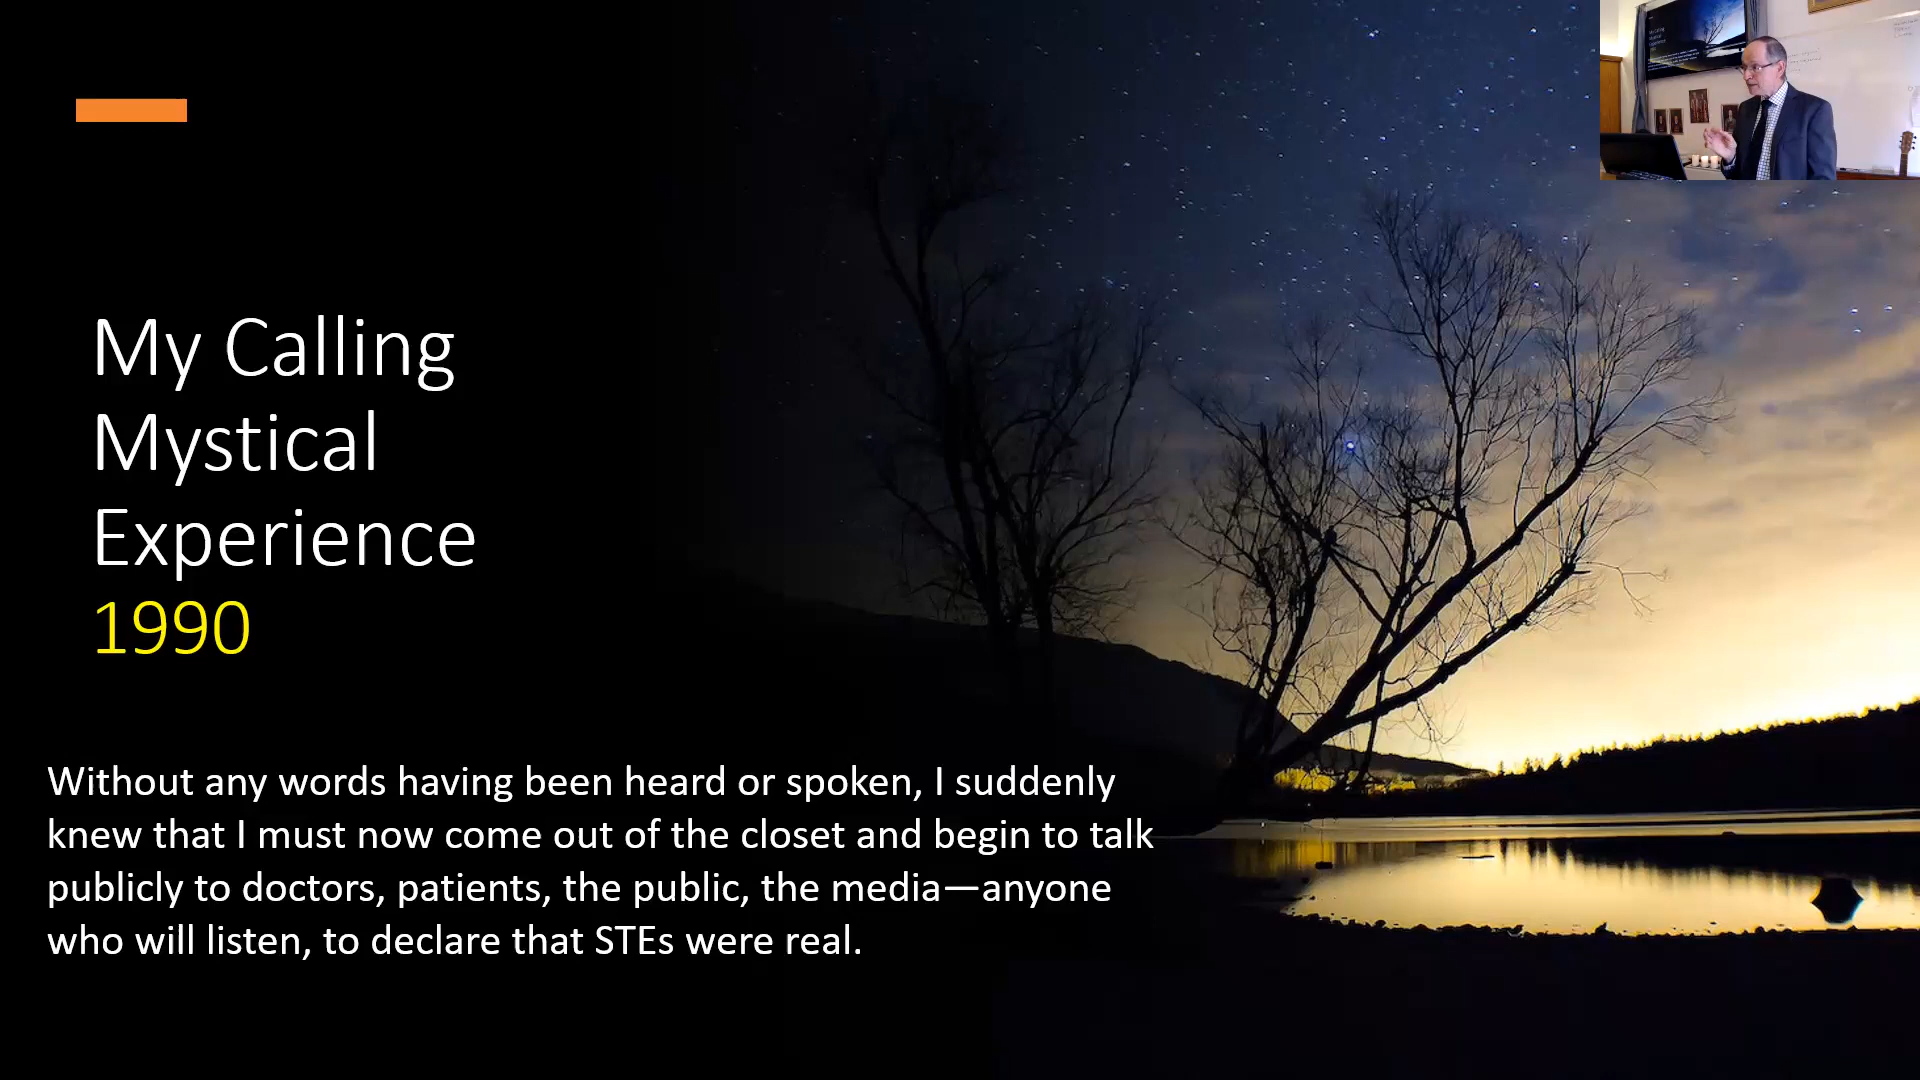 My Calling
Mystical
Experience
1990
Without any words having been heard or spoken, I suddenly
knew that I must now come out of the closet and begin to talk
publicly to doctors, patients, the public, the media—anyone
who will listen, to declare that STEs were real.